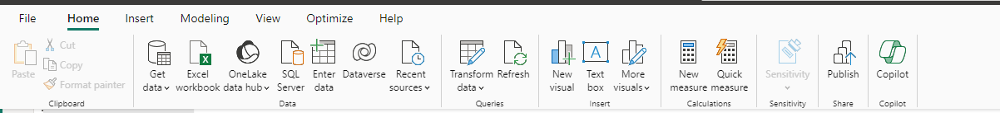 File Home Insert Modeling View Optimize Help
Paste
Cut
Copy
Format painter
Clipboard
Get data
Excel workbook
OneLake data hub
SQL Server
Enter data
Dataverse
Recent sources
Data
Transform data
Refresh
Queries
New visual
Text box
More visuals
Insert
New measure
Quick measure
Calculations
Sensitivity
Sensitivity
Publish
Share
Copilot
Copilot